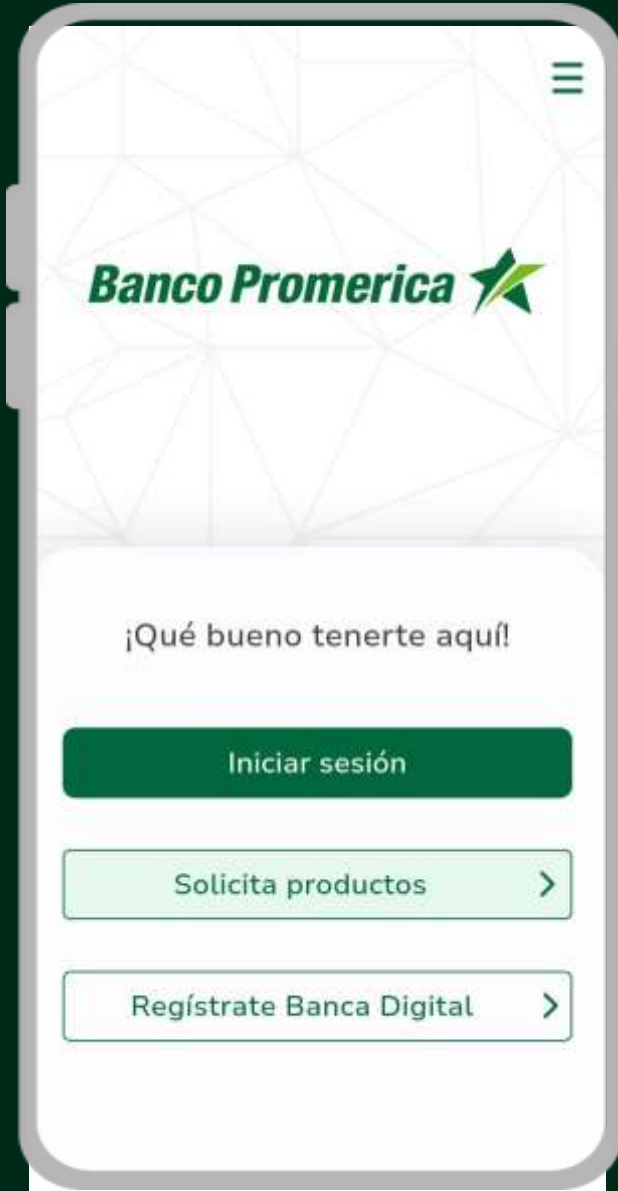 Banco Promerica
¡Qué bueno tenerte aquí!
Iniciar sesión
Solicita productos
Regístrate Banca Digital